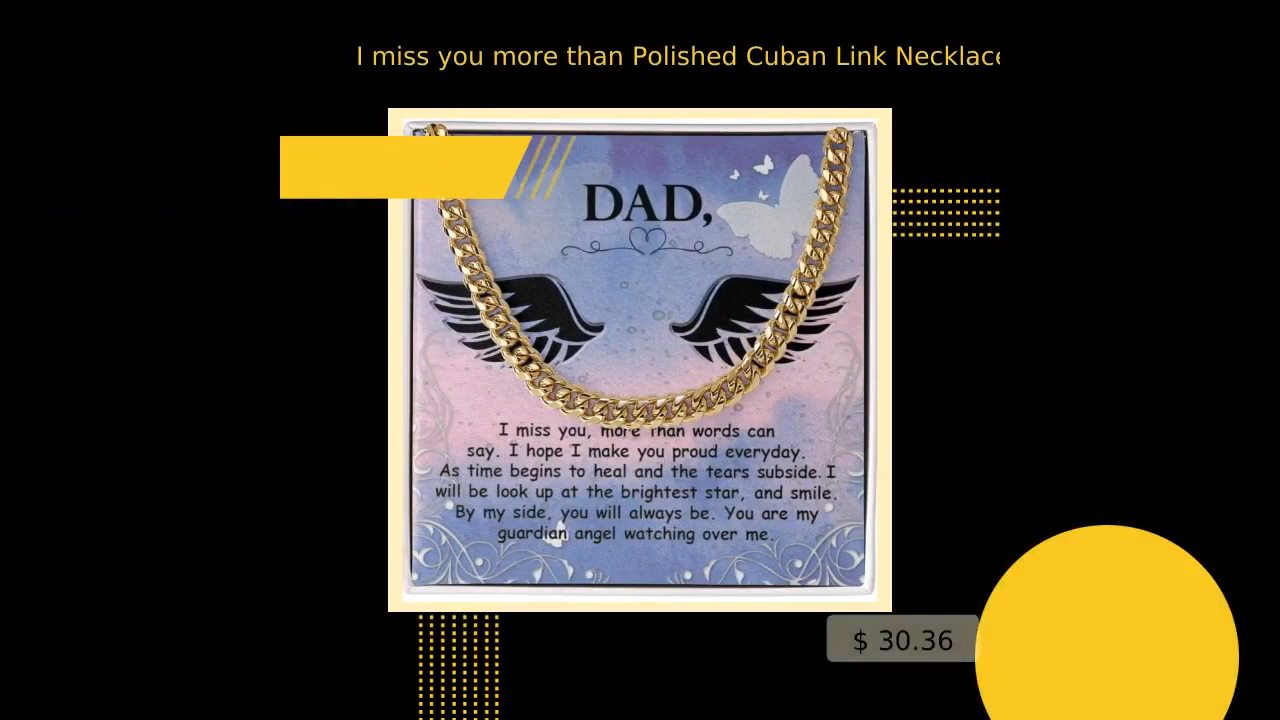 I miss you more than Polished Cuban Link Necklace
DAD,
I miss you, more than words can
say. I hope I make you proud everyday.
As time begins to heal and the tears subside. I
will be look up at the brightest star, and smile.
By my side, you will always be. You are my
guardian angel watching over me.
$ 30.36